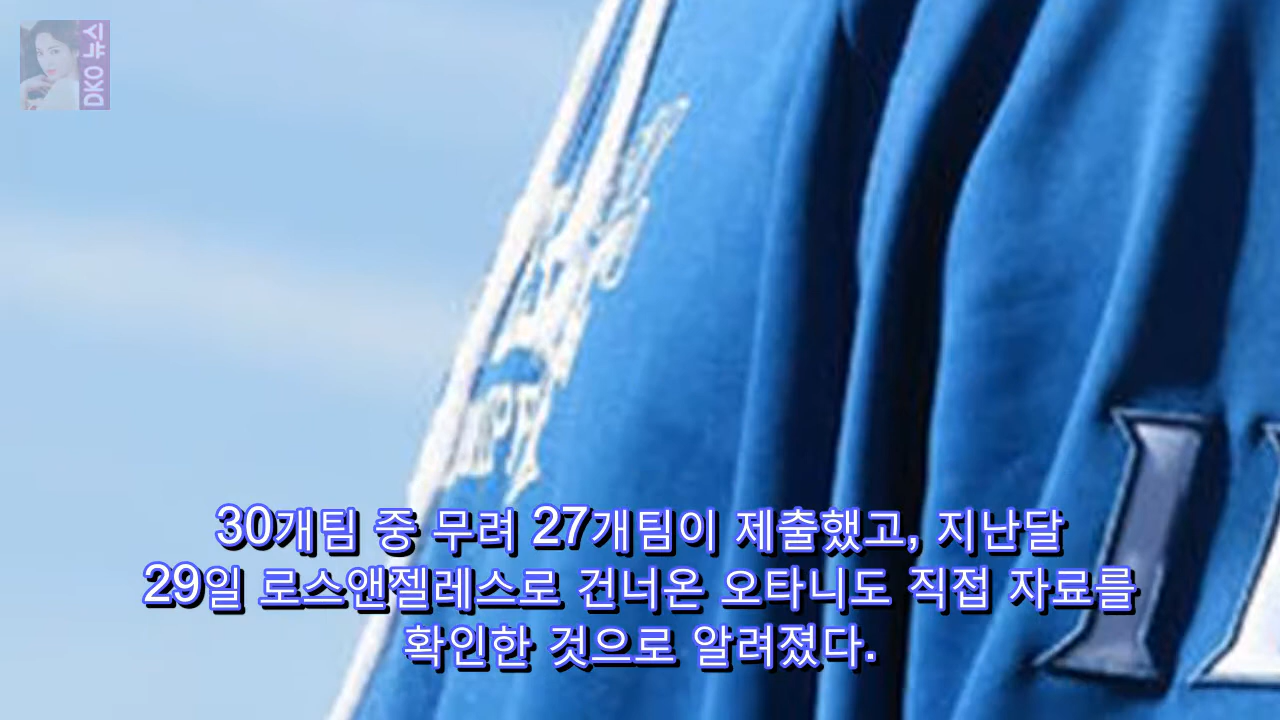 DKO 뉴스
30개팀 중 무려 27개팀이 제출했고, 지난달
29일 로스앤젤레스로 건너온 오타니도 직접 자료를
확인한 것으로 알려졌다.